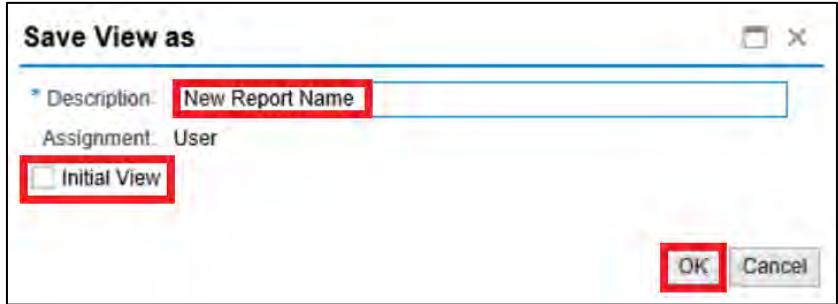 Save View as
* Description: New Report Name
Assignment: User
Initial View
OK Cancel